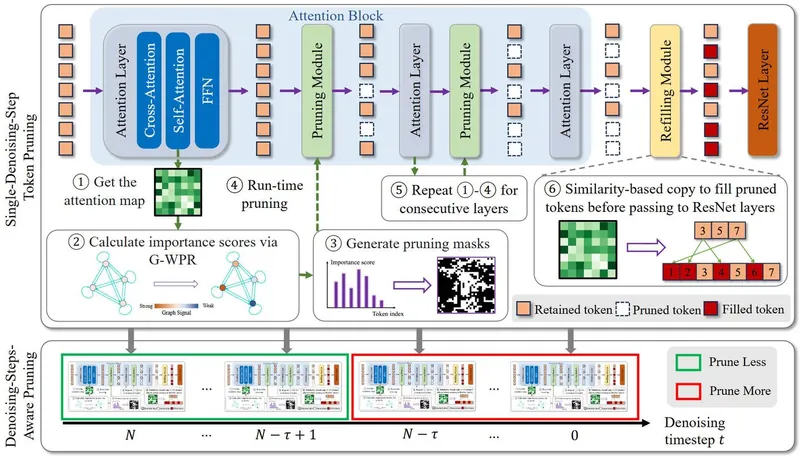 Attention Block
Single-Denoising-Step
Token Pruning
Attention Layer
Cross-Attention
Self-Attention
FFN
Pruning Module
Attention Layer
Pruning Module
Attention Layer
Refilling Module
ResNet Layer
① Get the
attention map
④ Run-time
pruning
⑤ Repeat ①-④ for
consecutive layers
⑥ Similarity-based copy to fill pruned
tokens before passing to ResNet layers
3 5 7
1 2 3 4 5 6 7
② Calculate importance scores via
G-WPR
Strong
Weak
Graph Signal
③ Generate pruning masks
Importance score
Token index
Retained token
Pruned token
Filled token
Denoising-Steps-
Aware Pruning
... ...
Prune Less
Prune More
N ... N − τ + 1 N − τ ... 0
Denoising
timestep t